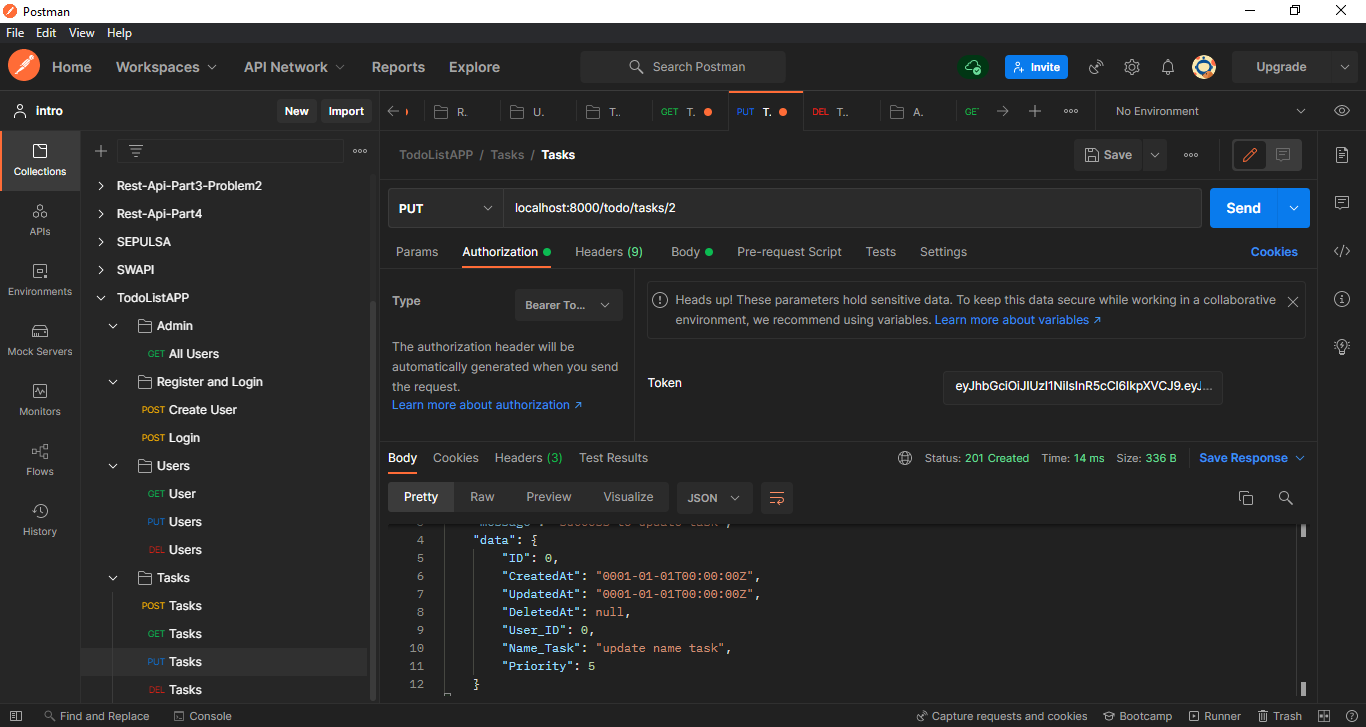 Postman
File Edit View Help
Home Workspaces API Network Reports Explore Search Postman Invite Upgrade
intro New Import R. U. T.. GET T. PUT T. DEL T.. A. GE No Environment
Collections
APIs
Environments
Mock Servers
Monitors
Flows
History
Rest-Api-Part3-Problem2
Rest-Api-Part4
SEPULSA
SWAPI
TodoListAPP
Admin
GET All Users
Register and Login
POST Create User
POST Login
Users
GET User
PUT Users
DEL Users
Tasks
POST Tasks
GET Tasks
PUT Tasks
DEL Tasks
TodoListAPP / Tasks / Tasks Save
PUT localhost:8000/todo/tasks/2 Send
Params Authorization Headers (9) Body Pre-request Script Tests Settings Cookies
Type Bearer To...
The authorization header will be
automatically generated when you send
the request.
Learn more about authorization ↗
Heads up! These parameters hold sensitive data. To keep this data secure while working in a collaborative
environment, we recommend using variables. Learn more about variables ↗
Token eyJhbGciOiJIUzI1NiIsInR5cCI6IkpXVCJ9.eyJ...
Body Cookies Headers (3) Test Results Status: 201 Created Time: 14 ms Size: 336 B Save Response
Pretty Raw Preview Visualize JSON
3 "message": "success to update task",
4 "data": {
5 "ID": 0,
6 "CreatedAt": "0001-01-01T00:00:00Z",
7 "UpdatedAt": "0001-01-01T00:00:00Z",
8 "DeletedAt": null,
9 "User_ID": 0,
10 "Name_Task": "update name task",
11 "Priority": 5
12 }
Find and Replace Console Capture requests and cookies Bootcamp Runner Trash